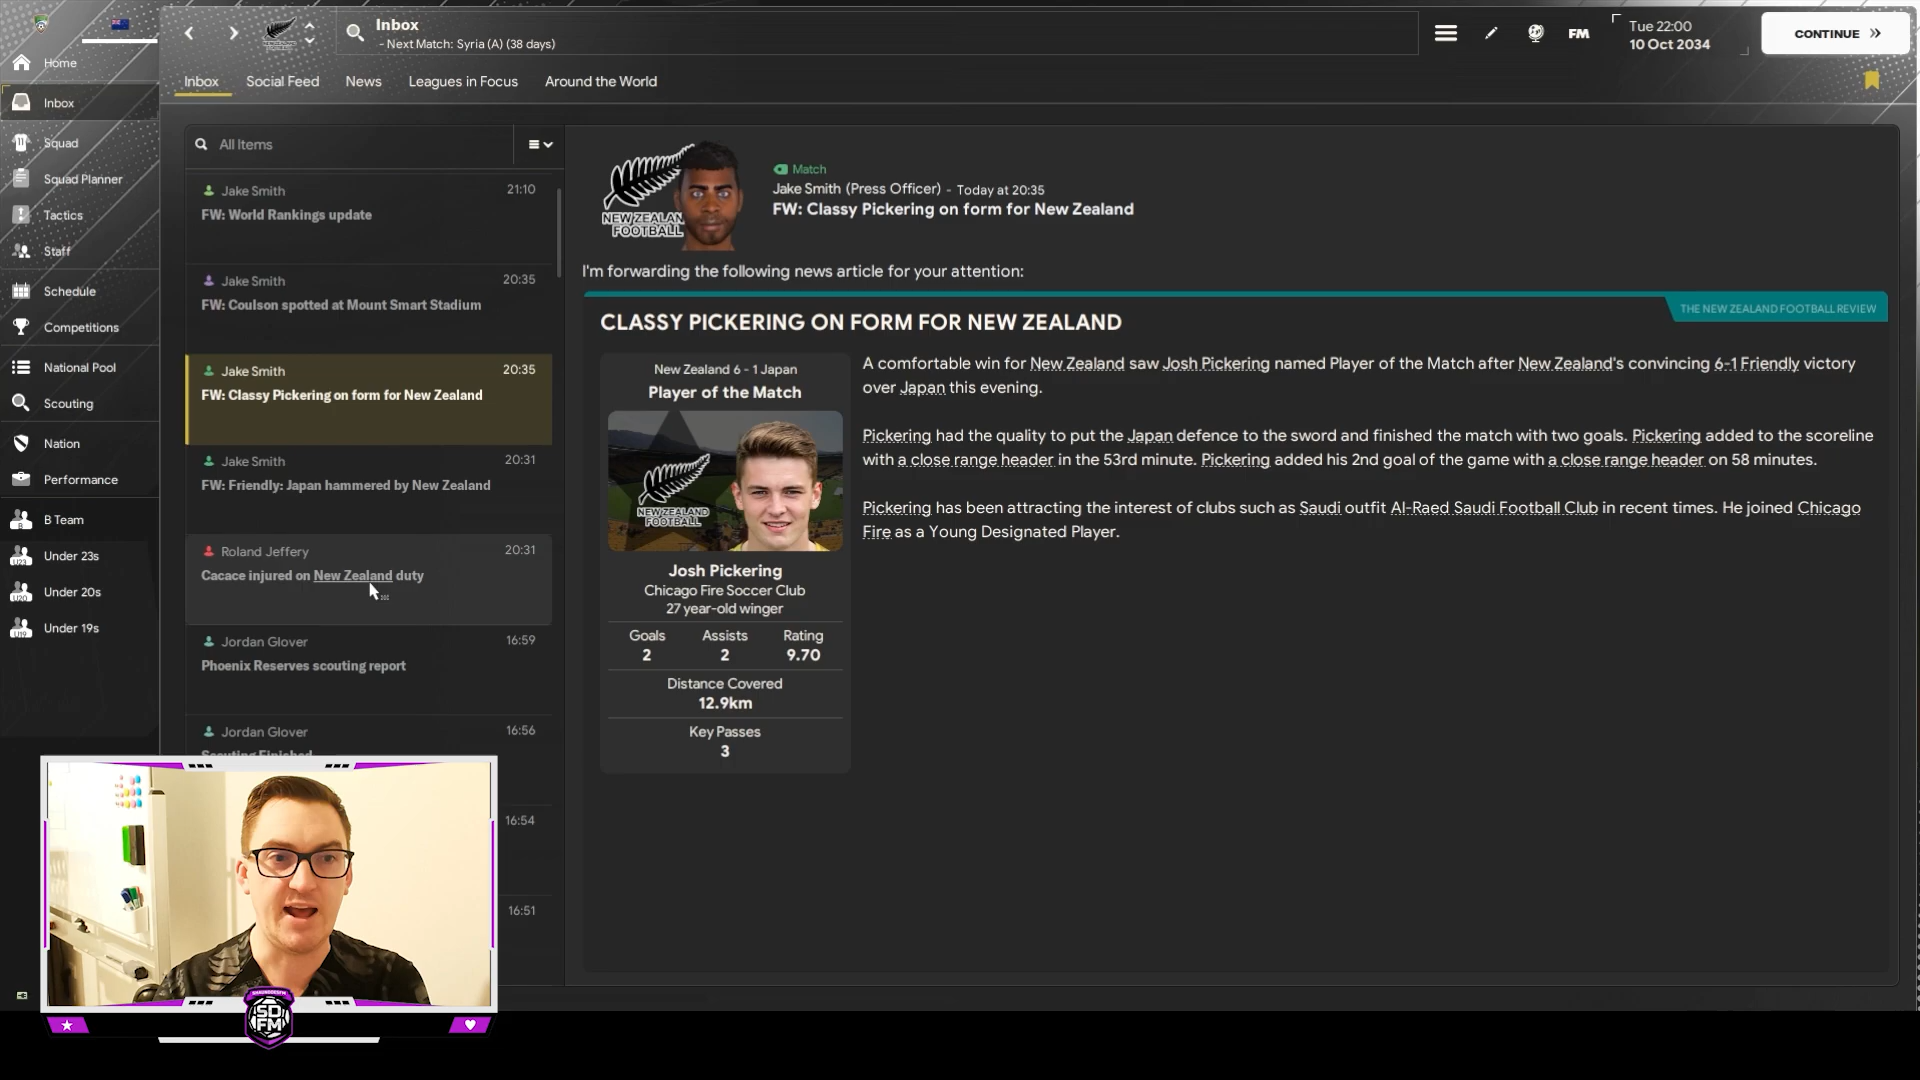 Inbox
- Next Match: Syria (A) (38 days)
FM
Tue 22:00
10 Oct 2034
CONTINUE
Home
Inbox
Squad
Squad Planner
Tactics
Staff
Schedule
Competitions
National Pool
Scouting
Nation
Performance
B Team
Under 23s
Under 20s
Under 19s
Inbox
Social Feed
News
Leagues in Focus
Around the World
All Items
Jake Smith
21:10
FW: World Rankings update
Jake Smith
20:35
FW: Coulson spotted at Mount Smart Stadium
Jake Smith
20:35
FW: Classy Pickering on form for New Zealand
Jake Smith
20:31
FW: Friendly: Japan hammered by New Zealand
Roland Jeffery
20:31
Cacace injured on New Zealand duty
Jordan Glover
16:59
Phoenix Reserves scouting report
Jordan Glover
16:56
Scouting Finished
16:54
16:51
NEW ZEALAN
FOOTBALL
Match
Jake Smith (Press Officer) - Today at 20:35
FW: Classy Pickering on form for New Zealand
I'm forwarding the following news article for your attention:
THE NEW ZEALAND FOOTBALL REVIEW
CLASSY PICKERING ON FORM FOR NEW ZEALAND
New Zealand 6 - 1 Japan
Player of the Match
NEW ZEALAND
FOOTBALL
Josh Pickering
Chicago Fire Soccer Club
27 year-old winger
Goals
Assists
Rating
2
2
9.70
Distance Covered
12.9km
Key Passes
3
A comfortable win for New Zealand saw Josh Pickering named Player of the Match after New Zealand's convincing 6-1 Friendly victory
over Japan this evening.
Pickering had the quality to put the Japan defence to the sword and finished the match with two goals. Pickering added to the scoreline
with a close range header in the 53rd minute. Pickering added his 2nd goal of the game with a close range header on 58 minutes.
Pickering has been attracting the interest of clubs such as Saudi outfit Al-Raed Saudi Football Club in recent times. He joined Chicago
Fire as a Young Designated Player.
SD
FM